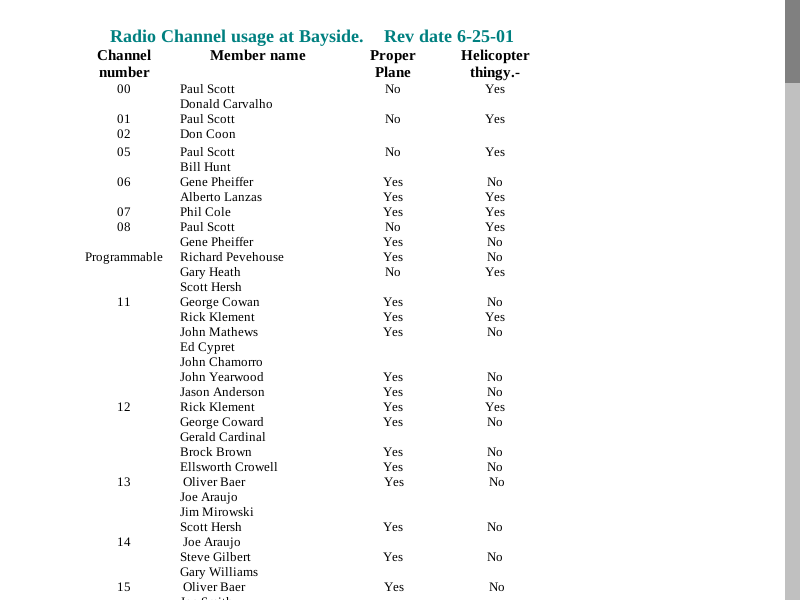 Radio Channel usage at Bayside. Rev date 6-25-01
Channel number Member name Proper Plane Helicopter thingy.-
00 Paul Scott No Yes
Donald Carvalho
01 Paul Scott No Yes
02 Don Coon
05 Paul Scott No Yes
Bill Hunt
06 Gene Pheiffer Yes No
Alberto Lanzas Yes Yes
07 Phil Cole Yes Yes
08 Paul Scott No Yes
Gene Pheiffer Yes No
Programmable Richard Pevehouse Yes No
Gary Heath No Yes
Scott Hersh
11 George Cowan Yes No
Rick Klement Yes Yes
John Mathews Yes No
Ed Cypret
John Chamorro
John Yearwood Yes No
Jason Anderson Yes No
12 Rick Klement Yes Yes
George Coward Yes No
Gerald Cardinal
Brock Brown Yes No
Ellsworth Crowell Yes No
13 Oliver Baer Yes No
Joe Araujo
Jim Mirowski
Scott Hersh Yes No
14 Joe Araujo
Steve Gilbert Yes No
Gary Williams
15 Oliver Baer Yes No